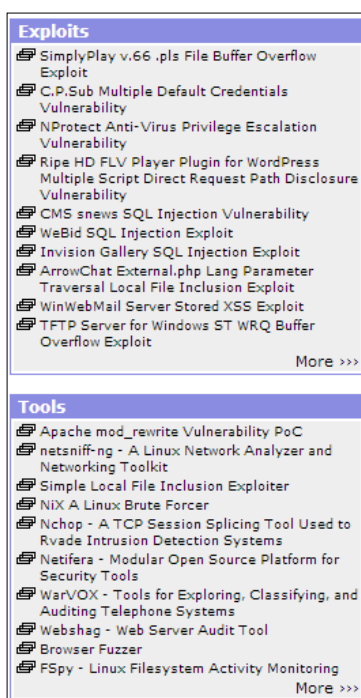 Exploits
SimplyPlay v.66 .pls File Buffer Overflow
Exploit
C.P.Sub Multiple Default Credentials
Vulnerability
NProtect Anti-Virus Privilege Escalation
Vulnerability
Ripe HD FLV Player Plugin for WordPress
Multiple Script Direct Request Path Disclosure
Vulnerability
CMS snews SQL Injection Vulnerability
WeBid SQL Injection Exploit
Invision Gallery SQL Injection Exploit
ArrowChat External.php Lang Parameter
Traversal Local File Inclusion Exploit
WinWebMail Server Stored XSS Exploit
TFTP Server for Windows ST WRQ Buffer
Overflow Exploit
More >>>
Tools
Apache mod_rewrite Vulnerability PoC
netsniff-ng - A Linux Network Analyzer and
Networking Toolkit
Simple Local File Inclusion Exploiter
NiX A Linux Brute Forcer
Nchop - A TCP Session Splicing Tool Used to
Rvade Intrusion Detection Systems
Netifera - Modular Open Source Platform for
Security Tools
WarVOX - Tools for Exploring, Classifying, and
Auditing Telephone Systems
Webshag - Web Server Audit Tool
Browser Fuzzer
FSpy - Linux Filesystem Activity Monitoring
More >>>